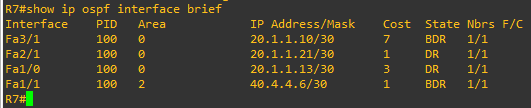 R7#show ip ospf interface brief
Interface    PID   Area            IP Address/Mask    Cost  State Nbrs F/C
Fa3/1        100   0               20.1.1.10/30       7     BDR   1/1
Fa2/1        100   0               20.1.1.21/30       1     DR    1/1
Fa1/0        100   0               20.1.1.13/30       3     DR    1/1
Fa1/1        100   2               40.4.4.6/30        1     BDR   1/1
R7#